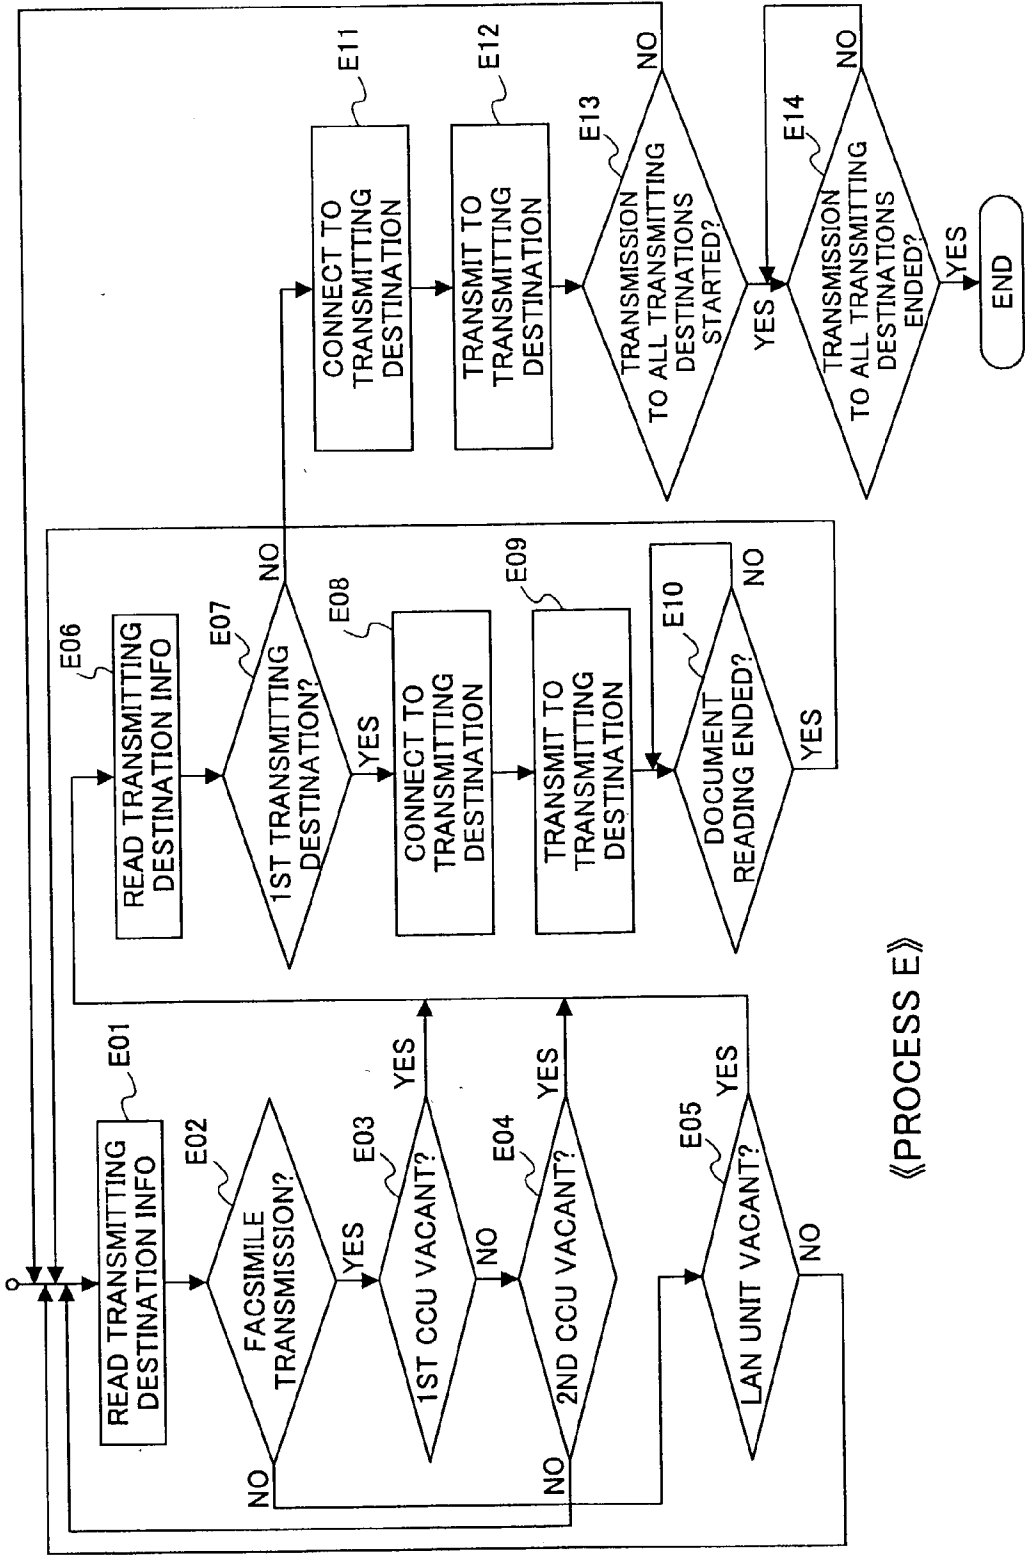 E01
READ TRANSMITTING
DESTINATION INFO
E02
FACSIMILE
TRANSMISSION?
NO
YES
E03
1ST CCU VACANT?
YES
NO
E04
2ND CCU VACANT?
YES
NO
E05
LAN UNIT VACANT?
YES
NO
E06
READ TRANSMITTING
DESTINATION INFO
E07
1ST TRANSMITTING
DESTINATION?
NO
YES
E08
CONNECT TO
TRANSMITTING
DESTINATION
E09
TRANSMIT TO
TRANSMITTING
DESTINATION
E10
DOCUMENT
READING ENDED?
NO
YES
E11
CONNECT TO
TRANSMITTING
DESTINATION
E12
TRANSMIT TO
TRANSMITTING
DESTINATION
E13
TRANSMISSION
TO ALL TRANSMITTING
DESTINATIONS
STARTED?
NO
YES
E14
TRANSMISSION
TO ALL TRANSMITTING
DESTINATIONS
ENDED?
NO
YES
END
《PROCESS E》